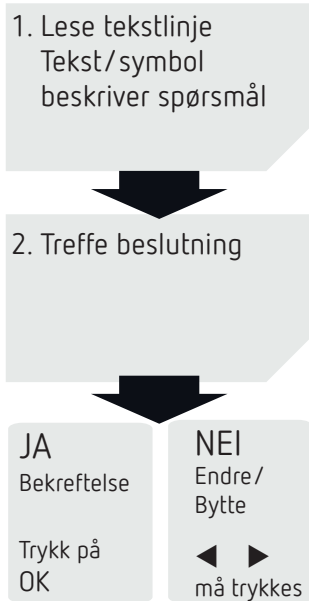 1. Lese tekstlinje
Tekst/symbol
beskriver spørsmål
2. Treffe beslutning
JA
Bekreftelse
Trykk på
OK
NEI
Endre/
Bytte
◀ ▶
må trykkes